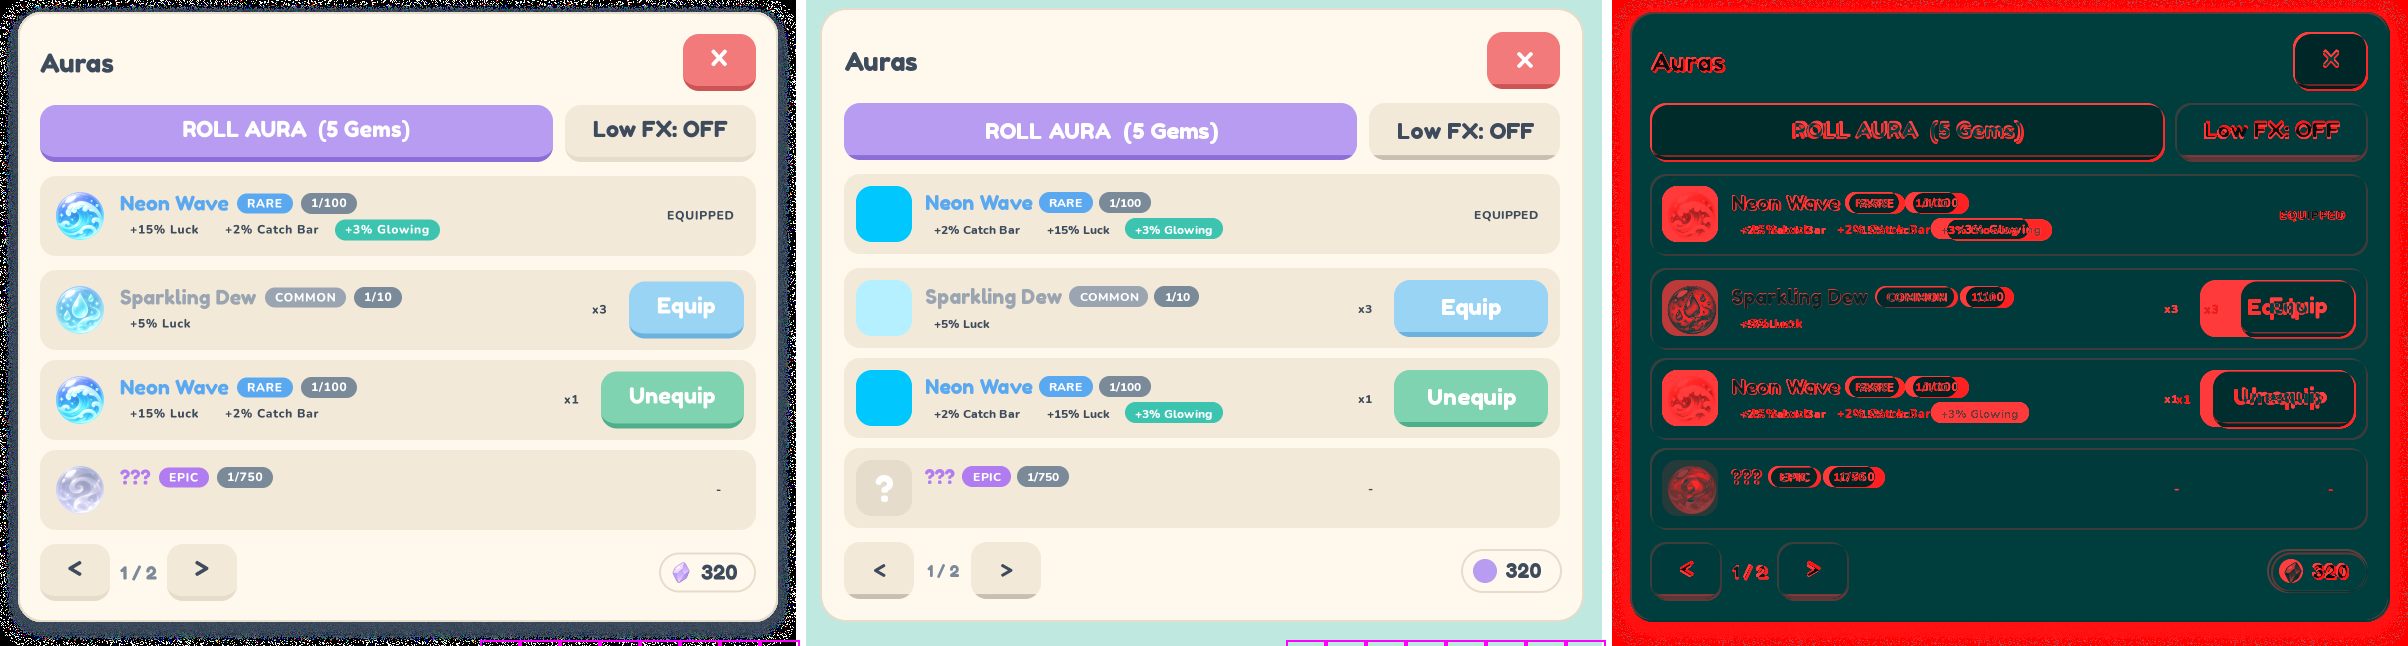 Auras
×
ROLL AURA (5 Gems)
Low FX: OFF
Neon Wave RARE 1/100
+15% Luck +2% Catch Bar +3% Glowing
EQUIPPED
Sparkling Dew COMMON 1/10
+5% Luck
x3
Equip
Neon Wave RARE 1/100
+15% Luck +2% Catch Bar
x1
Unequip
??? EPIC 1/750
-
< 1 / 2 >
320
Auras
×
ROLL AURA (5 Gems)
Low FX: OFF
Neon Wave RARE 1/100
+2% Catch Bar +15% Luck +3% Glowing
EQUIPPED
Sparkling Dew COMMON 1/10
+5% Luck
x3
Equip
Neon Wave RARE 1/100
+2% Catch Bar +15% Luck +3% Glowing
x1
Unequip
?
??? EPIC 1/750
-
< 1 / 2 >
320
Auras
×
ROLL AURA (5 Gems)
Low FX: OFF
Neon Wave
EQUIPPED
Sparkling Dew COMMON
x3 x3
Neon Wave
+3% Glowing
x1 x1
??? EPIC
- -
< 1 / 2 >
320